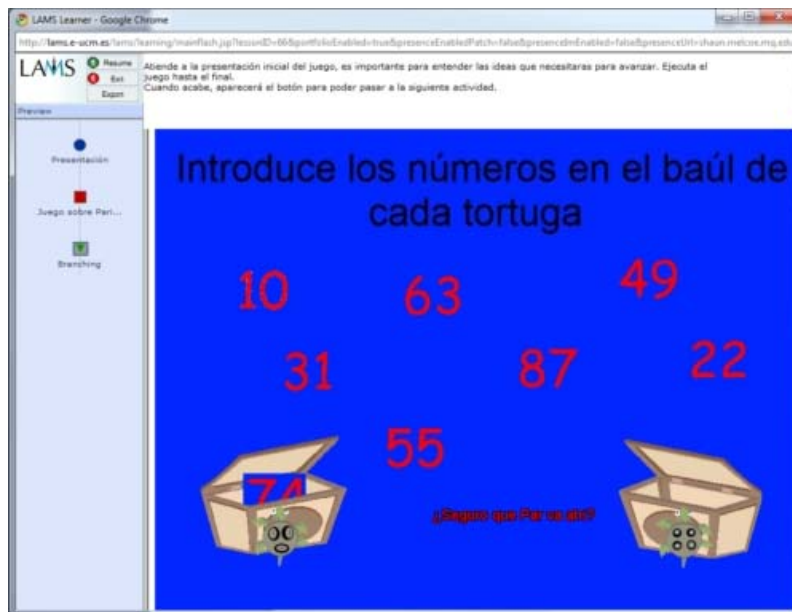 LAMS Learner - Google Chrome
LAMS
Resume
Exit
Export
Atiende a la presentación inicial del juego, es importante para entender las ideas que necesitaras para avanzar. Ejecuta el
juego hasta el final.
Cuando acabe, aparecerá el botón para poder pasar a la siguiente actividad.
Preview
Presentación
Juego sobre Pari...
Branching
Introduce los números en el baúl de
cada tortuga
10 63 49
31 87 22
55
74
¿Seguro que Par va ahí?